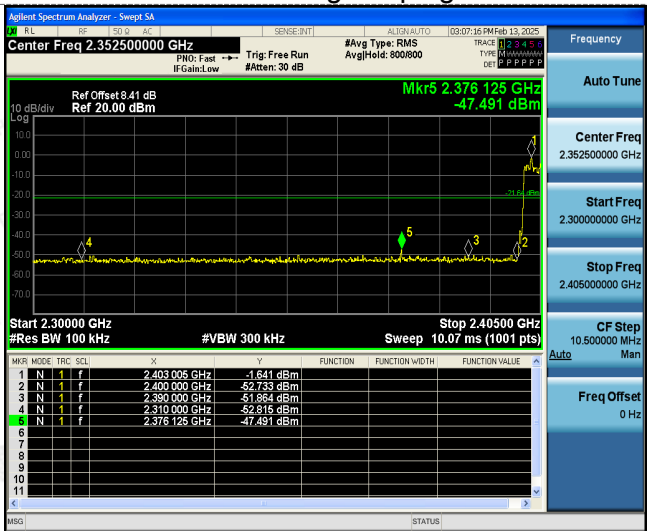 Agilent Spectrum Analyzer - Swept SA
RL RF 50 Ω AC SENSE:INT ALIGN AUTO 03:07:16 PM Feb 13, 2025
Center Freq 2.352500000 GHz #Avg Type: RMS TRACE 1 2 3 4 5 6
PNO: Fast Trig: Free Run Avg|Hold: 800/800 TYPE M
IFGain:Low #Atten: 30 dB DET P P P P P P
Ref Offset 8.41 dB Mkr5 2.376 125 GHz
10 dB/div Ref 20.00 dBm -47.491 dBm
Log
10.0
0.00
-10.0
-20.0
-21.64 dBm
-30.0
-40.0
-50.0
-60.0
-70.0
1
4 5 3 2
Start 2.30000 GHz Stop 2.40500 GHz
#Res BW 100 kHz #VBW 300 kHz Sweep 10.07 ms (1001 pts)
MKR MODE TRC SCL X Y FUNCTION FUNCTION WIDTH FUNCTION VALUE
1 N 1 f 2.403 005 GHz -1.641 dBm
2 N 1 f 2.400 000 GHz -52.733 dBm
3 N 1 f 2.390 000 GHz -51.864 dBm
4 N 1 f 2.310 000 GHz -52.815 dBm
5 N 1 f 2.376 125 GHz -47.491 dBm
6
7
8
9
10
11
MSG STATUS
Frequency
Auto Tune
Center Freq
2.352500000 GHz
Start Freq
2.300000000 GHz
Stop Freq
2.405000000 GHz
CF Step
10.500000 MHz
Auto Man
Freq Offset
0 Hz